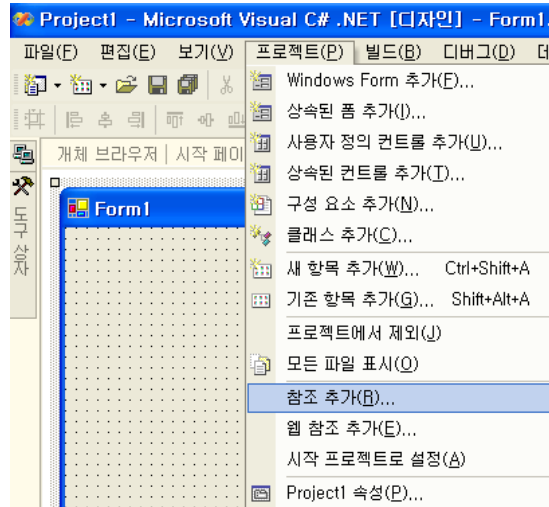 Project1 - Microsoft Visual C# .NET [디자인] - Form1.
파일(F) 편집(E) 보기(V) 프로젝트(P) 빌드(B) 디버그(D) 데
개체 브라우저 | 시작 페이
도구 상자
Form1
Windows Form 추가(F)...
상속된 폼 추가(I)...
사용자 정의 컨트롤 추가(U)...
상속된 컨트롤 추가(T)...
구성 요소 추가(N)...
클래스 추가(C)...
새 항목 추가(W)... Ctrl+Shift+A
기존 항목 추가(G)... Shift+Alt+A
프로젝트에서 제외(J)
모든 파일 표시(O)
참조 추가(R)...
웹 참조 추가(E)...
시작 프로젝트로 설정(A)
Project1 속성(P)...